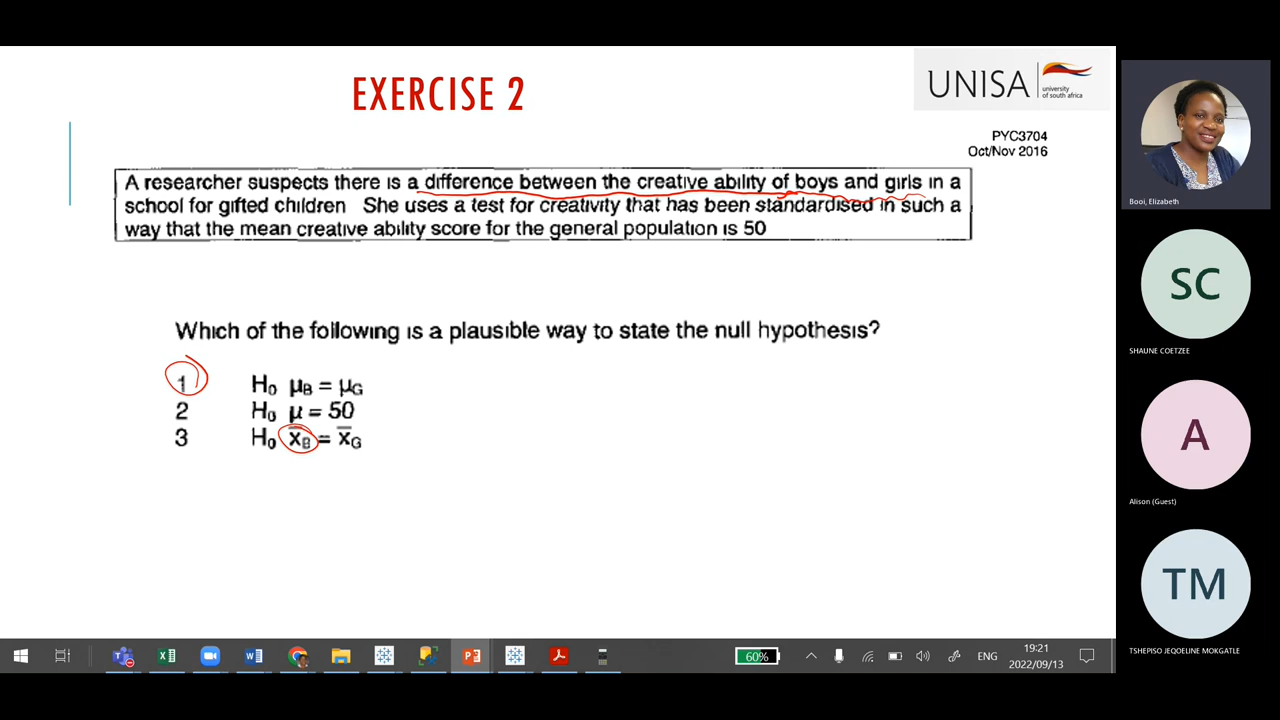 EXERCISE 2
UNISA
university
of south africa
PYC3704
Oct/Nov 2016
A researcher suspects there is a difference between the creative ability of boys and girls in a
school for gifted children She uses a test for creativity that has been standardised in such a
way that the mean creative ability score for the general population is 50
Which of the following is a plausible way to state the null hypothesis?
1 H₀ μB = μG
2 H₀ μ = 50
3 H₀ x̅B = x̅G
Booi, Elizabeth
SC
SHAUNE COETZEE
A
Alison (Guest)
TM
TSHEPISO JEQOELINE MOKGATLE
60%
ENG
19:21
2022/09/13